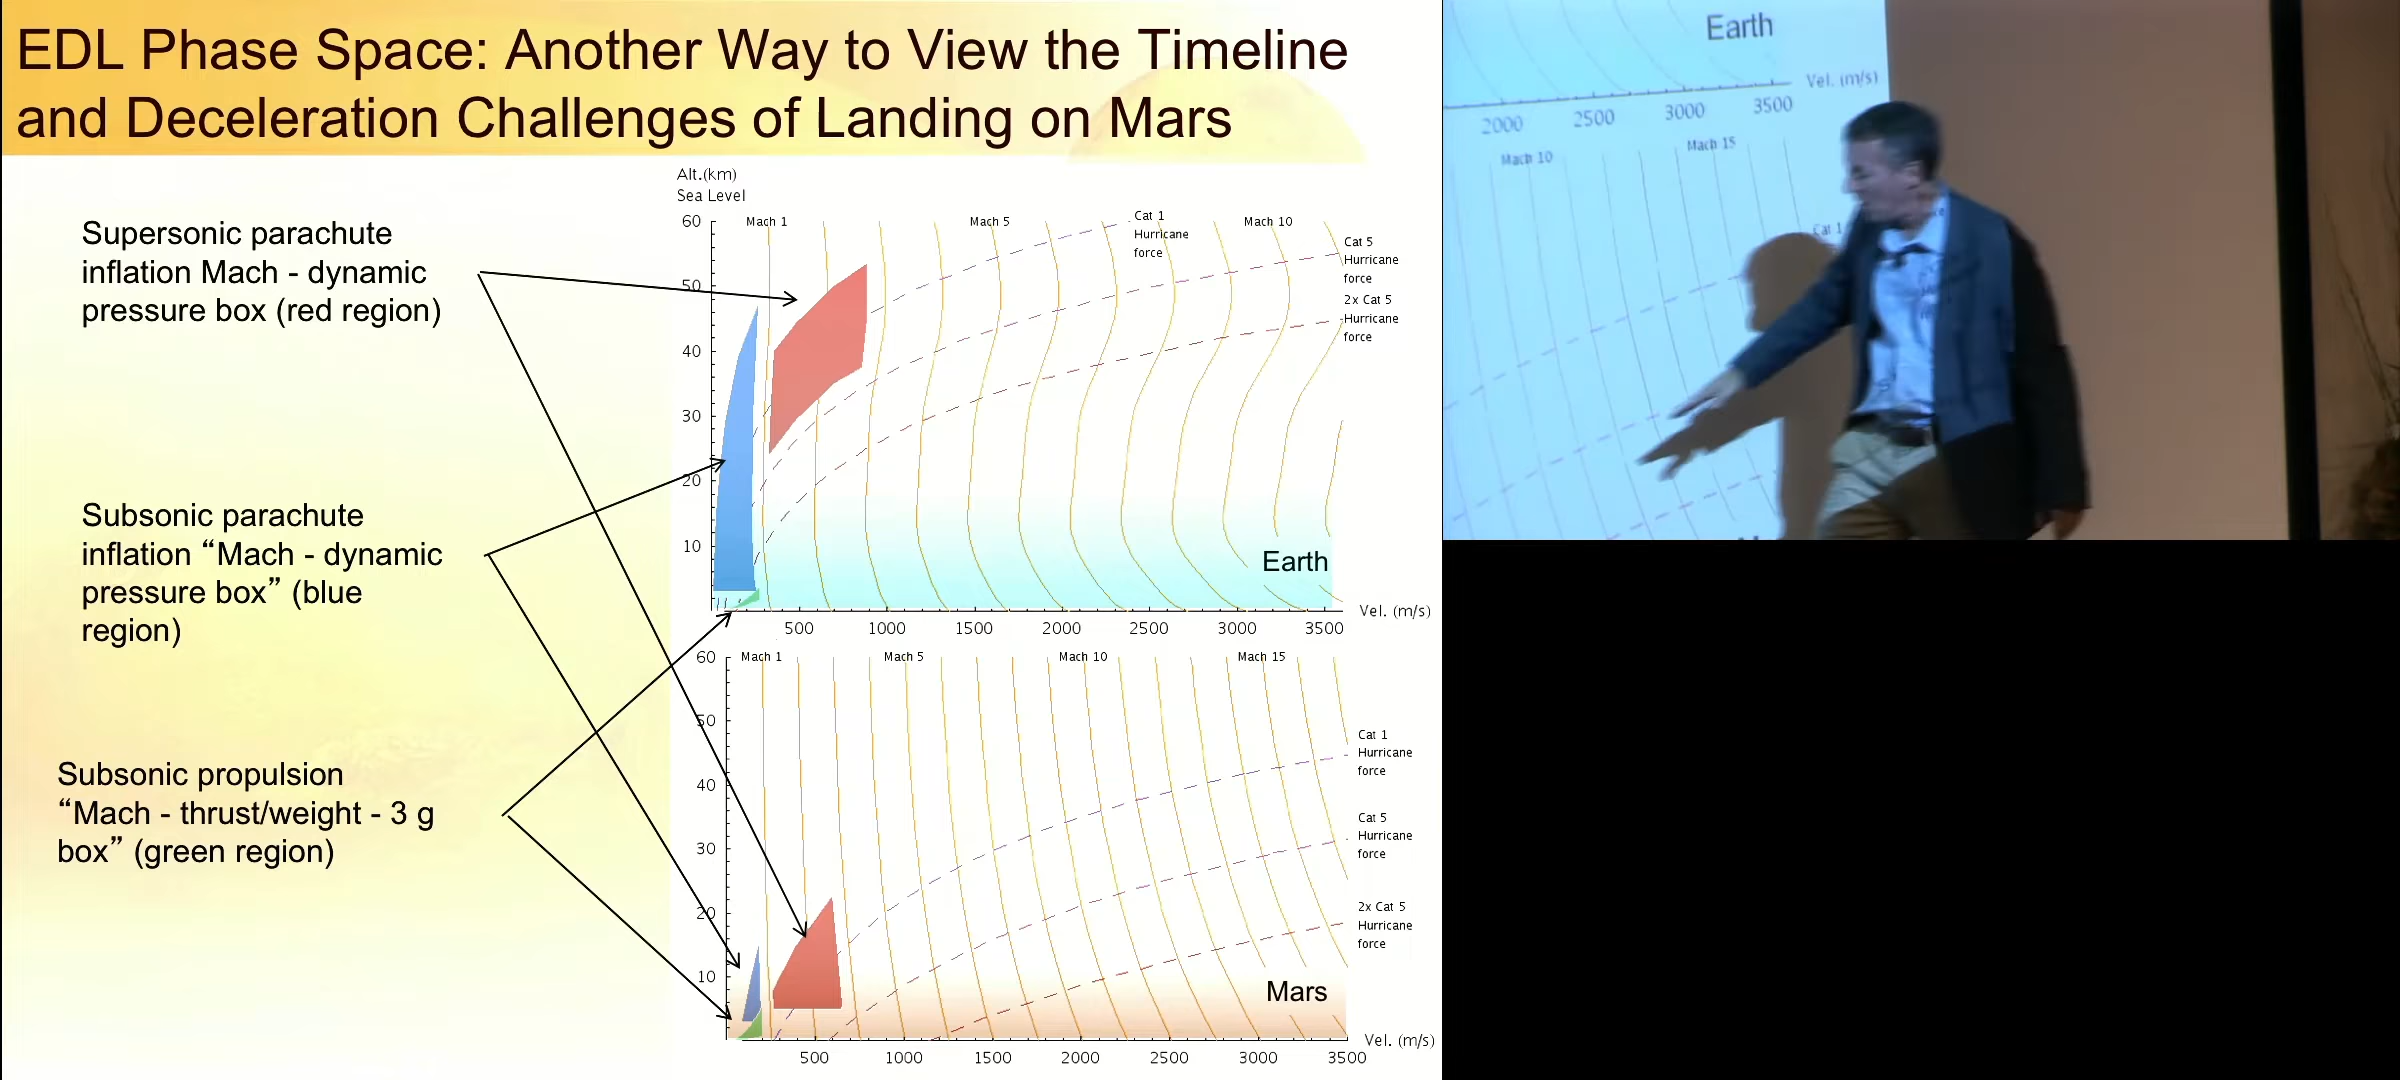 EDL Phase Space: Another Way to View the Timeline
and Deceleration Challenges of Landing on Mars
Supersonic parachute
inflation Mach - dynamic
pressure box (red region)
Subsonic parachute
inflation “Mach - dynamic
pressure box” (blue
region)
Subsonic propulsion
“Mach - thrust/weight - 3 g
box” (green region)
Alt.(km)
Sea Level
60
50
40
30
20
10
Mach 1
Mach 5
Mach 10
Cat 1
Hurricane
force
Cat 5
Hurricane
force
2x Cat 5
Hurricane
force
Earth
Vel. (m/s)
500 1000 1500 2000 2500 3000 3500
60
50
40
30
20
10
Mach 1
Mach 5
Mach 10
Mach 15
Cat 1
Hurricane
force
Cat 5
Hurricane
force
2x Cat 5
Hurricane
force
Mars
Vel. (m/s)
500 1000 1500 2000 2500 3000 3500
Earth
Vel. (m/s)
2000 2500 3000 3500
Mach 10
Mach 15
Cat 1